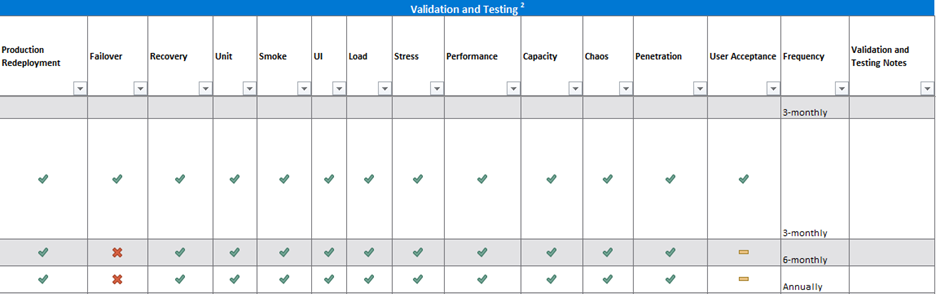 Validation and Testing 2
Production Redeployment Failover Recovery Unit Smoke UI Load Stress Performance Capacity Chaos Penetration User Acceptance Frequency Validation and Testing Notes
3-monthly
3-monthly
6-monthly
Annually